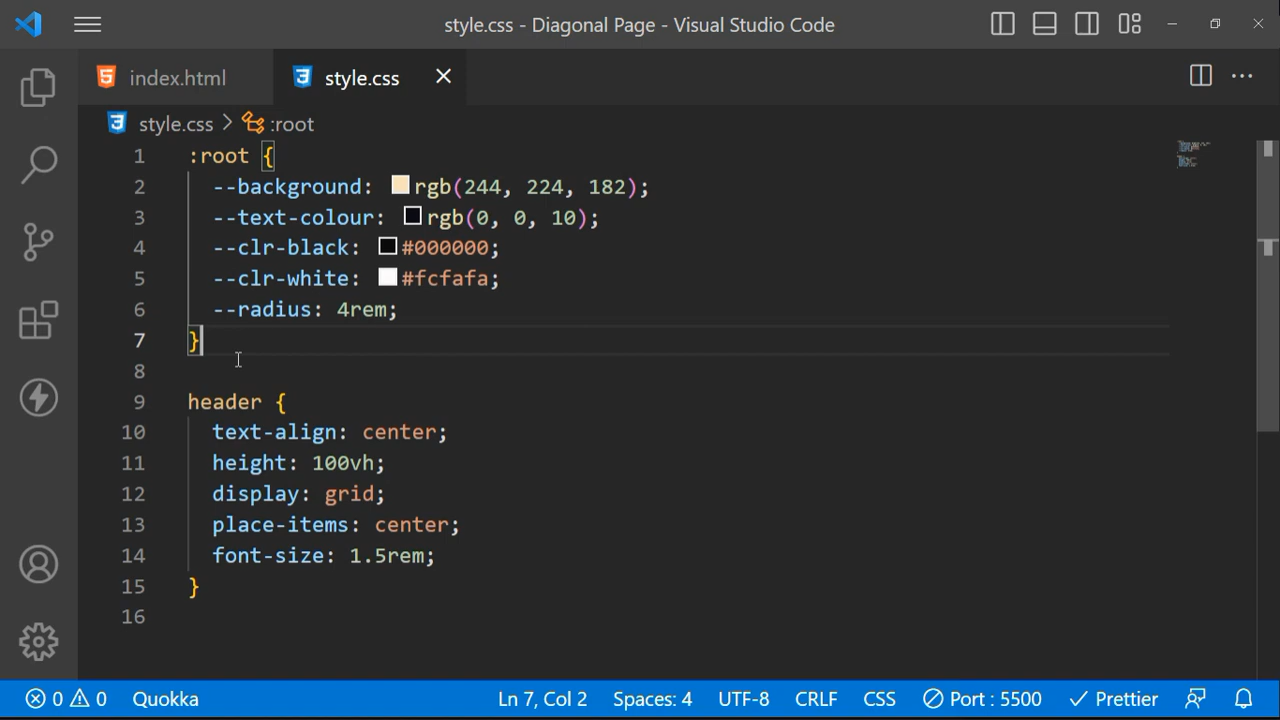 style.css - Diagonal Page - Visual Studio Code
index.html
style.css
style.css > :root
1 :root {
2 --background: rgb(244, 224, 182);
3 --text-colour: rgb(0, 0, 10);
4 --clr-black: #000000;
5 --clr-white: #fcfafa;
6 --radius: 4rem;
7 }
8
9 header {
10 text-align: center;
11 height: 100vh;
12 display: grid;
13 place-items: center;
14 font-size: 1.5rem;
15 }
16
0 0 Quokka Ln 7, Col 2 Spaces: 4 UTF-8 CRLF CSS Port : 5500 Prettier